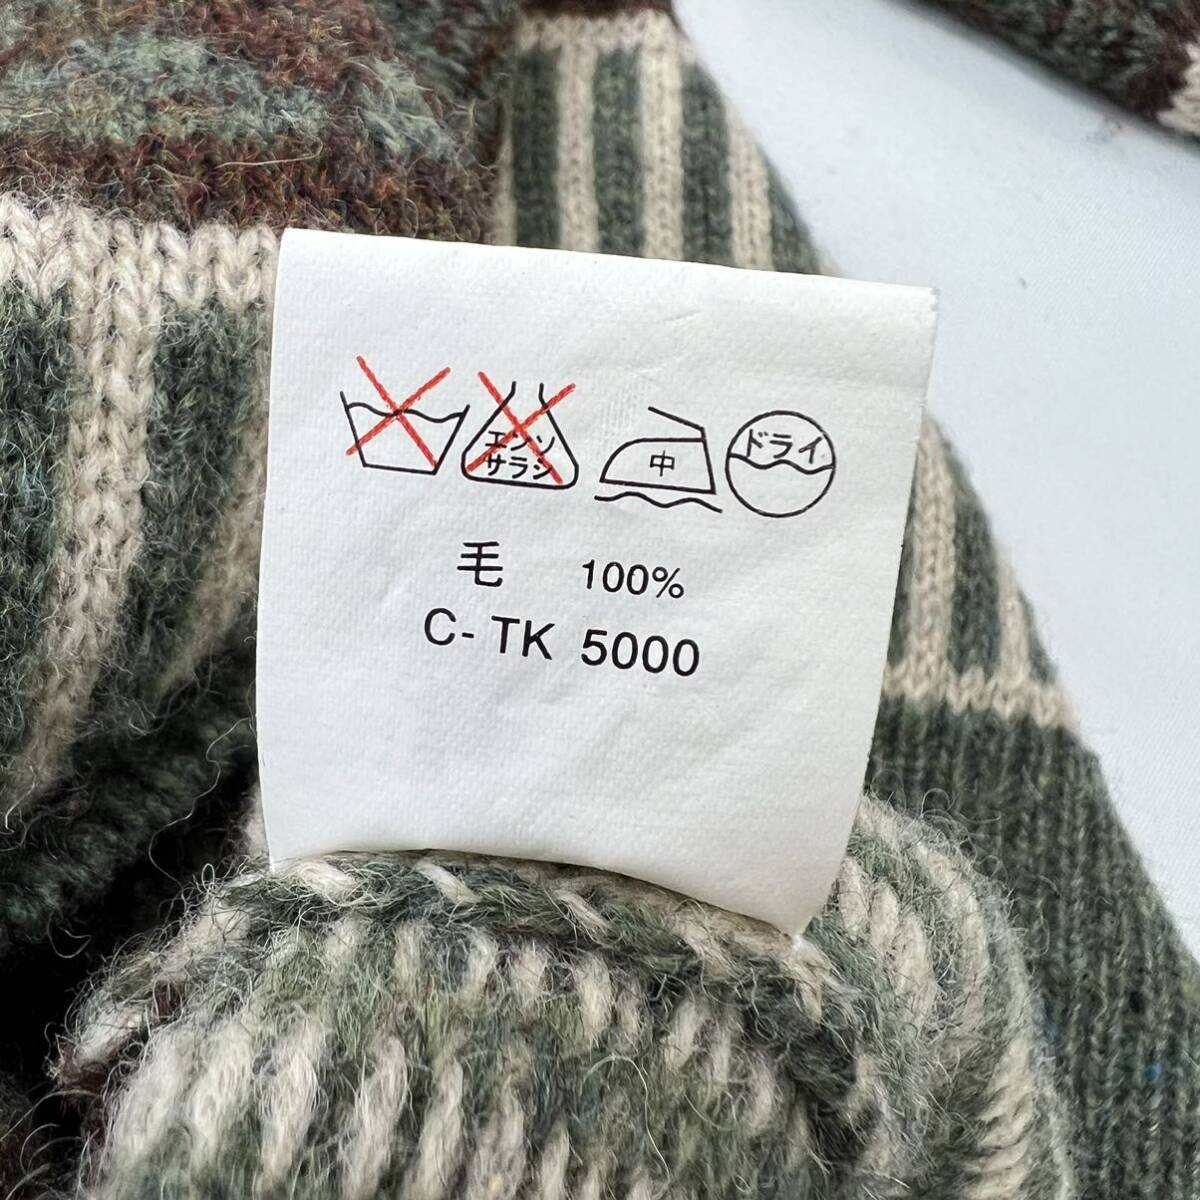 エンソ
サラシ
中
ドライ
毛 100%
C-TK 5000